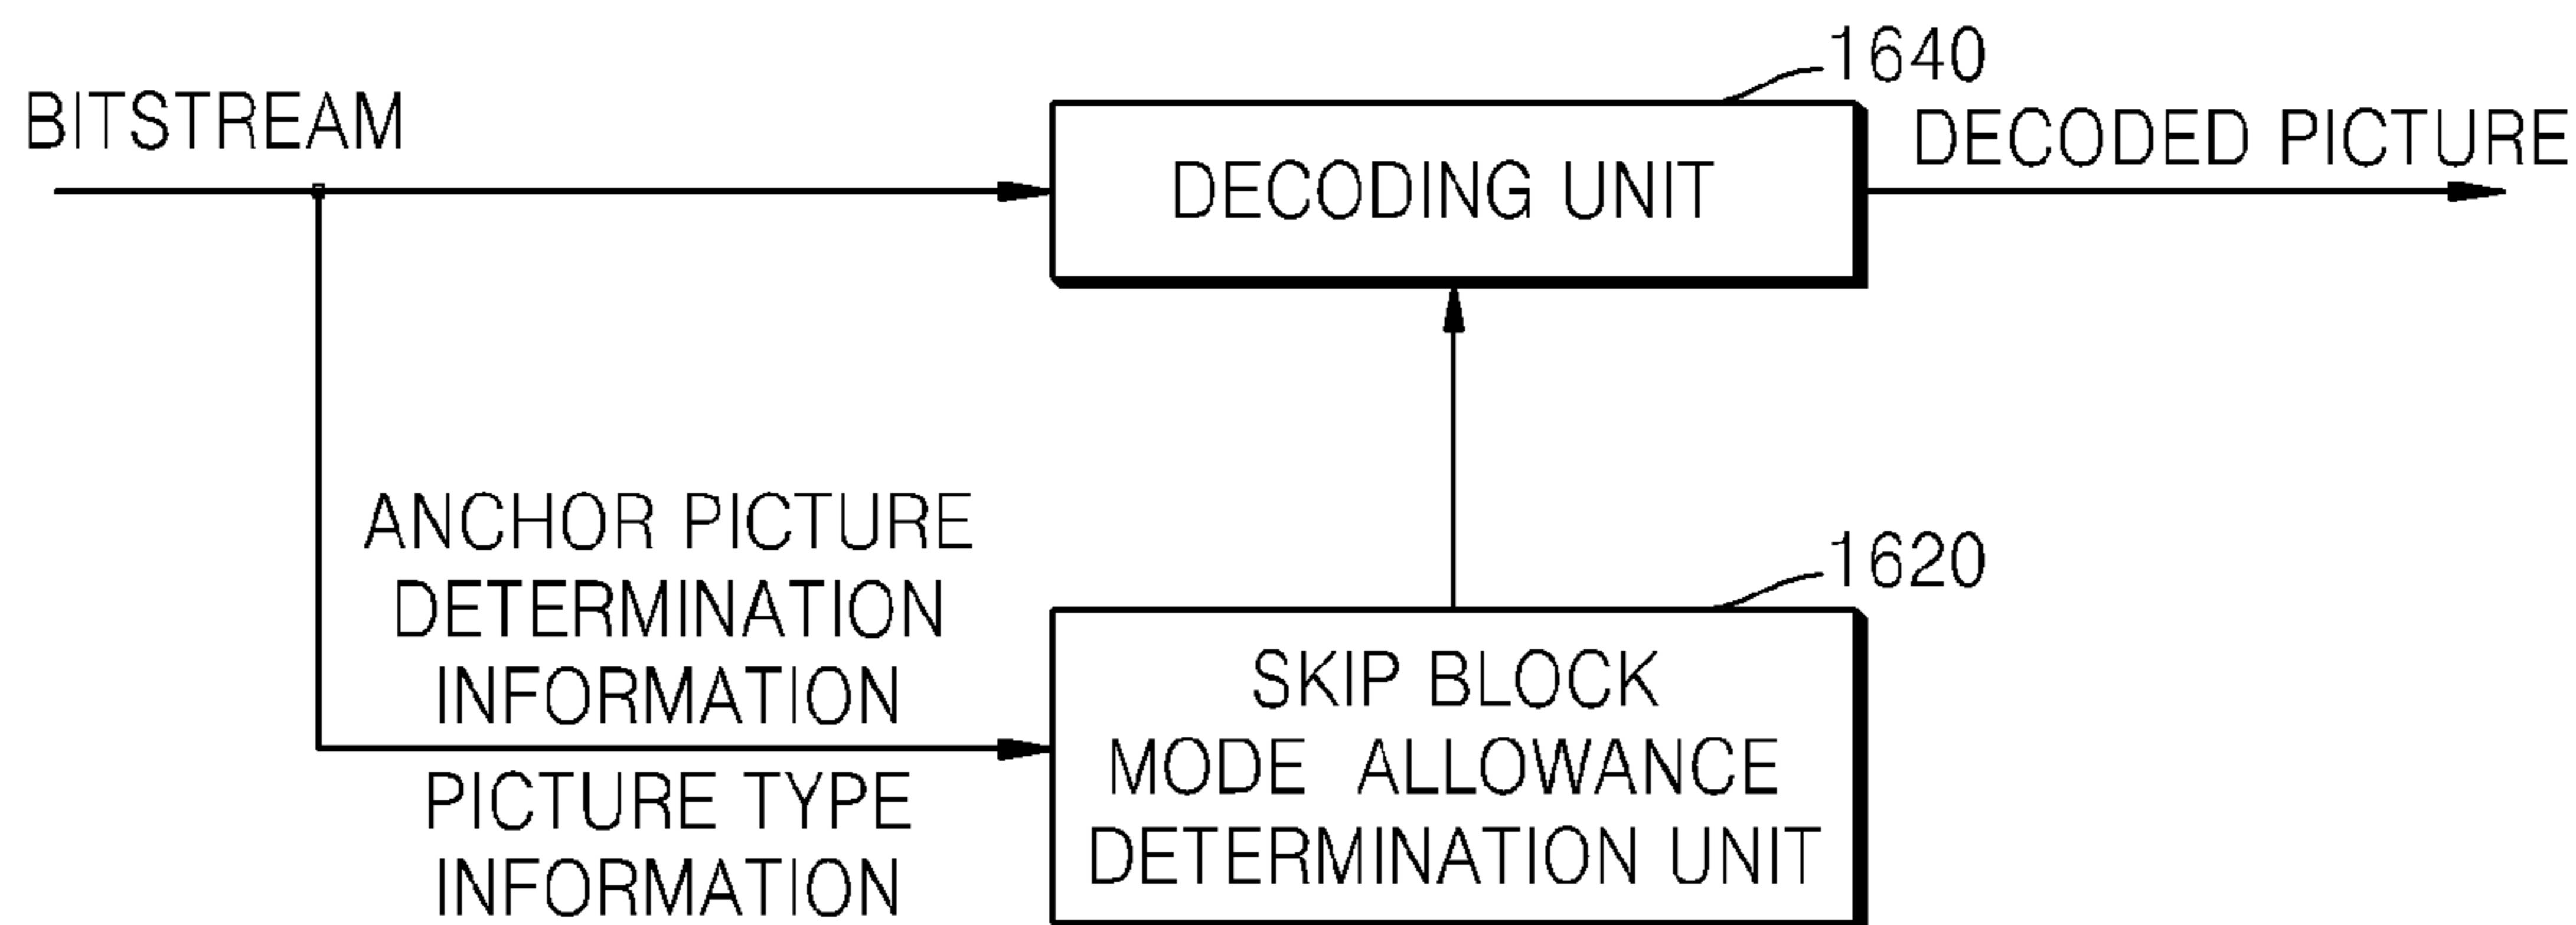 1640
BITSTREAM
DECODED PICTURE
DECODING UNIT
ANCHOR PICTURE
DETERMINATION
INFORMATION
1620
SKIP BLOCK
MODE ALLOWANCE
DETERMINATION UNIT
PICTURE TYPE
INFORMATION